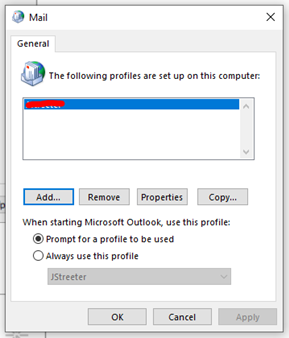 Mail
General
The following profiles are set up on this computer:
Add...
Remove
Properties
Copy...
When starting Microsoft Outlook, use this profile:
Prompt for a profile to be used
Always use this profile
JStreeter
OK
Cancel
Apply